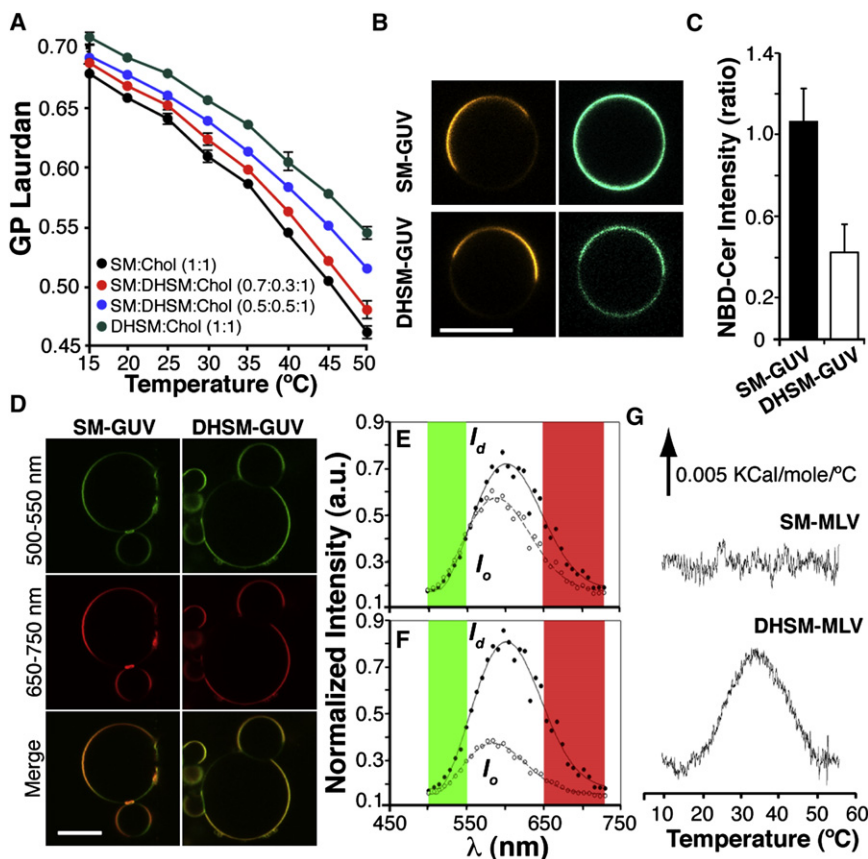 A
0.70
0.65
0.60
0.55
0.50
0.45
GP Laurdan
SM:Chol (1:1)
SM:DHSM:Chol (0.7:0.3:1)
SM:DHSM:Chol (0.5:0.5:1)
DHSM:Chol (1:1)
15 20 25 30 35 40 45 50
Temperature (ºC)
B
SM-GUV
DHSM-GUV
C
NBD-Cer Intensity (ratio)
1.4
1.0
0.6
0.4
0.2
0
SM-GUV
DHSM-GUV
D
SM-GUV DHSM-GUV
500-550 nm
650-750 nm
Merge
Normalized Intensity (a.u.)
E
0.9
0.7
0.5
0.3
0.1
ld
lo
F
0.9
0.7
0.5
0.3
0.1
ld
lo
450 550 650 750
λ (nm)
G
0.005 KCal/mole/ºC
SM-MLV
DHSM-MLV
10 20 30 40 50 60
Temperature (ºC)